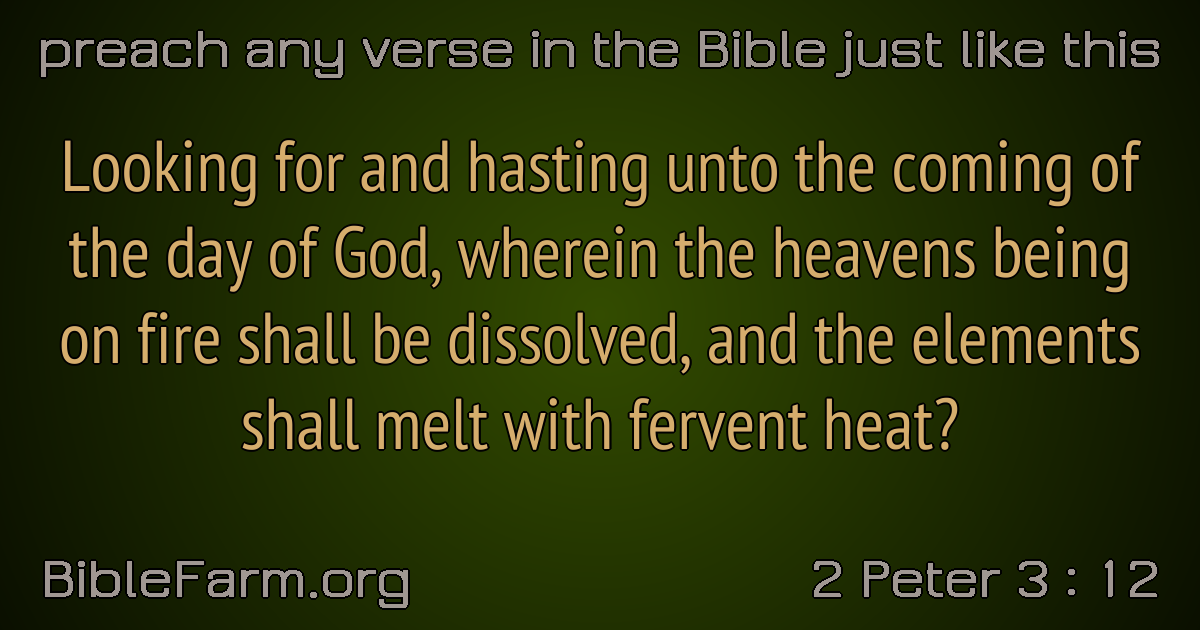 preach any verse in the Bible just like this
Looking for and hasting unto the coming of
the day of God, wherein the heavens being
on fire shall be dissolved, and the elements
shall melt with fervent heat?
BibleFarm.org
2 Peter 3 : 12